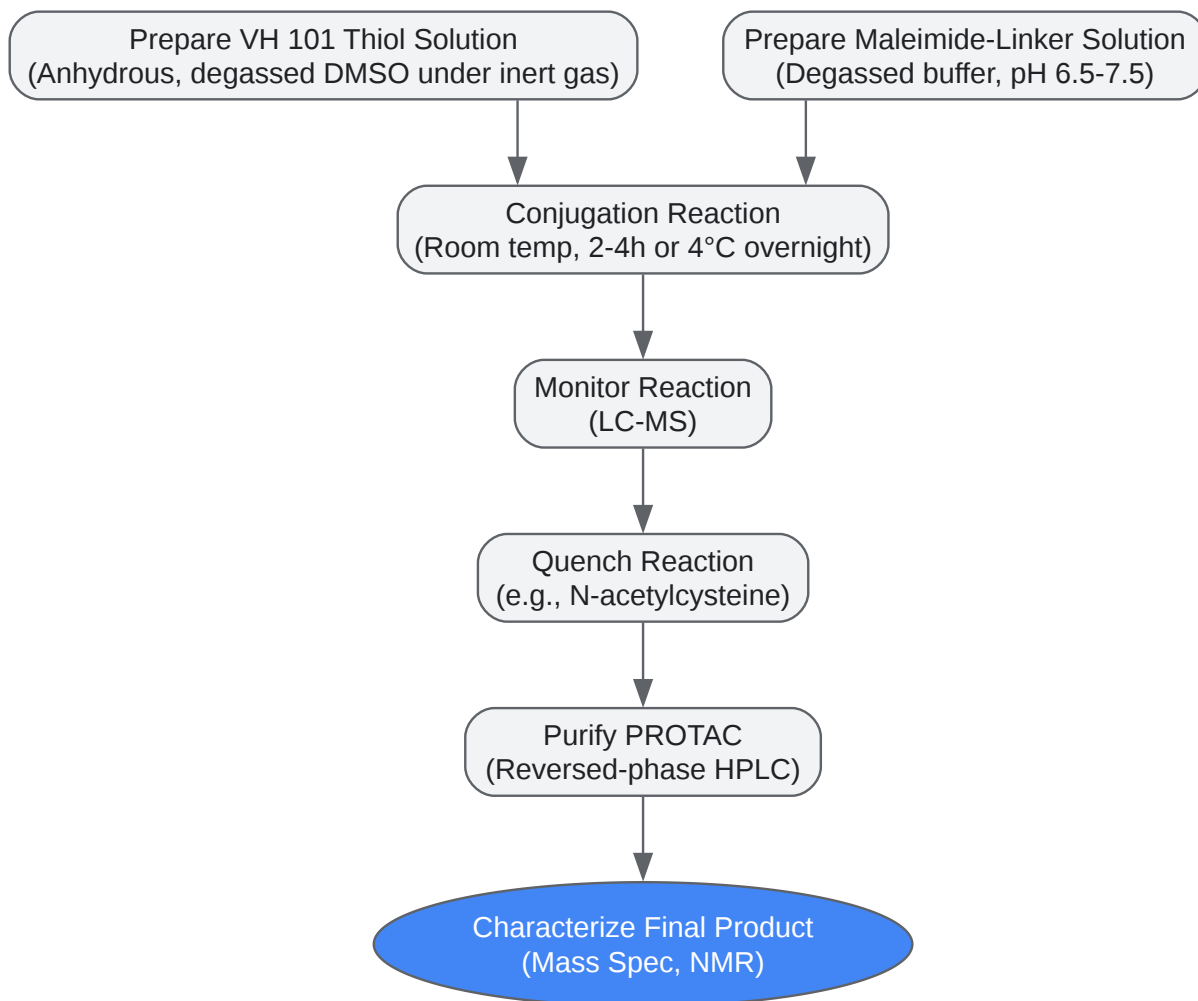 Prepare VH 101 Thiol Solution
(Anhydrous, degassed DMSO under inert gas)
Prepare Maleimide-Linker Solution
(Degassed buffer, pH 6.5-7.5)
Conjugation Reaction
(Room temp, 2-4h or 4°C overnight)
Monitor Reaction
(LC-MS)
Quench Reaction
(e.g., N-acetylcysteine)
Purify PROTAC
(Reversed-phase HPLC)
Characterize Final Product
(Mass Spec, NMR)